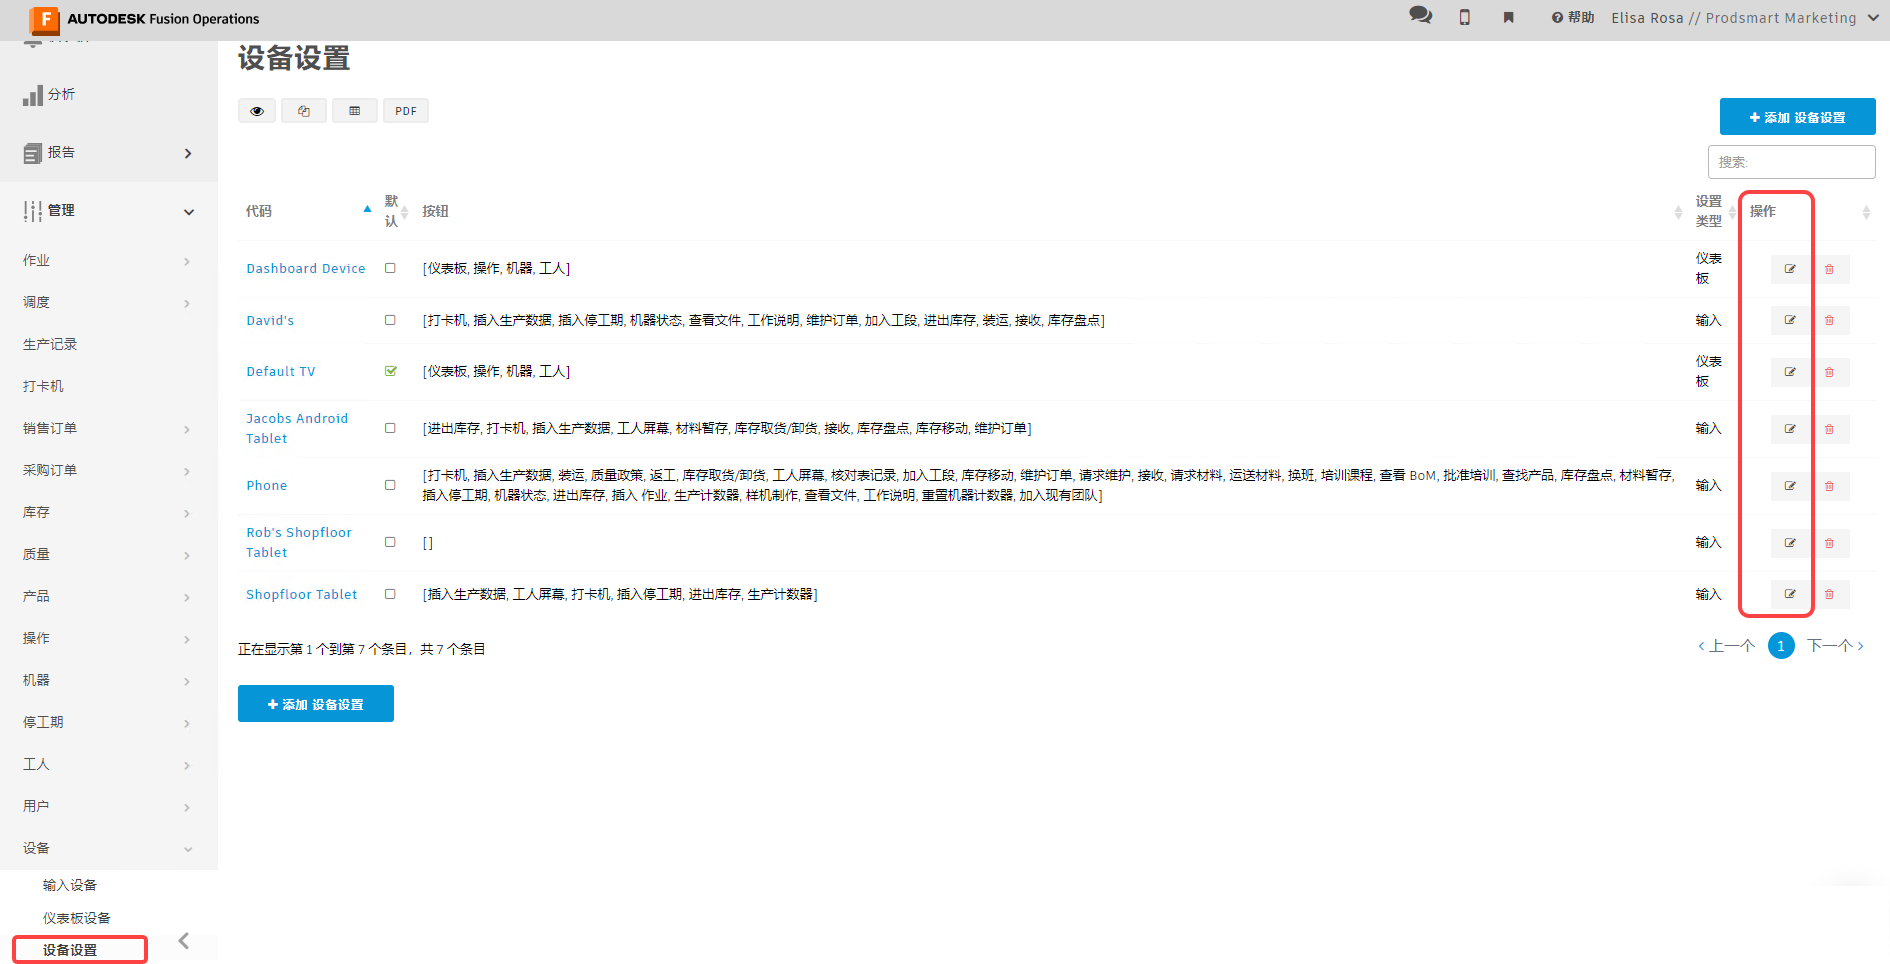 AUTODESK Fusion Operations
帮助
Elisa Rosa // Prodsmart Marketing
分析
报告
管理
作业
调度
生产记录
打卡机
销售订单
采购订单
库存
质量
产品
操作
机器
停工期
工人
用户
设备
输入设备
仪表板设备
设备设置
设备设置
PDF
添加 设备设置
搜索:
代码
默认
按钮
设置类型
操作
Dashboard Device
[仪表板, 操作, 机器, 工人]
仪表板
David's
[打卡机, 插入生产数据, 插入停工期, 机器状态, 查看文件, 工作说明, 维护订单, 加入工段, 进出库存, 装运, 接收, 库存盘点]
输入
Default TV
[仪表板, 操作, 机器, 工人]
仪表板
Jacobs Android
Tablet
[进出库存, 打卡机, 插入生产数据, 工人屏幕, 材料暂存, 库存取货/卸货, 接收, 库存盘点, 库存移动, 维护订单]
输入
Phone
[打卡机, 插入生产数据, 装运, 质量政策, 返工, 库存取货/卸货, 工人屏幕, 核对表记录, 加入工段, 库存移动, 维护订单, 请求维护, 接收, 请求材料, 运送材料, 换班, 培训课程, 查看 BoM, 批准培训, 查找产品, 库存盘点, 材料暂存,
插入停工期, 机器状态, 进出库存, 插入 作业, 生产计数器, 样机制作, 查看文件, 工作说明, 重置机器计数器, 加入现有团队]
输入
Rob's Shopfloor
Tablet
[]
输入
Shopfloor Tablet
[插入生产数据, 工人屏幕, 打卡机, 插入停工期, 进出库存, 生产计数器]
输入
正在显示第 1 个到第 7 个条目，共 7 个条目
上一个 1 下一个
添加 设备设置